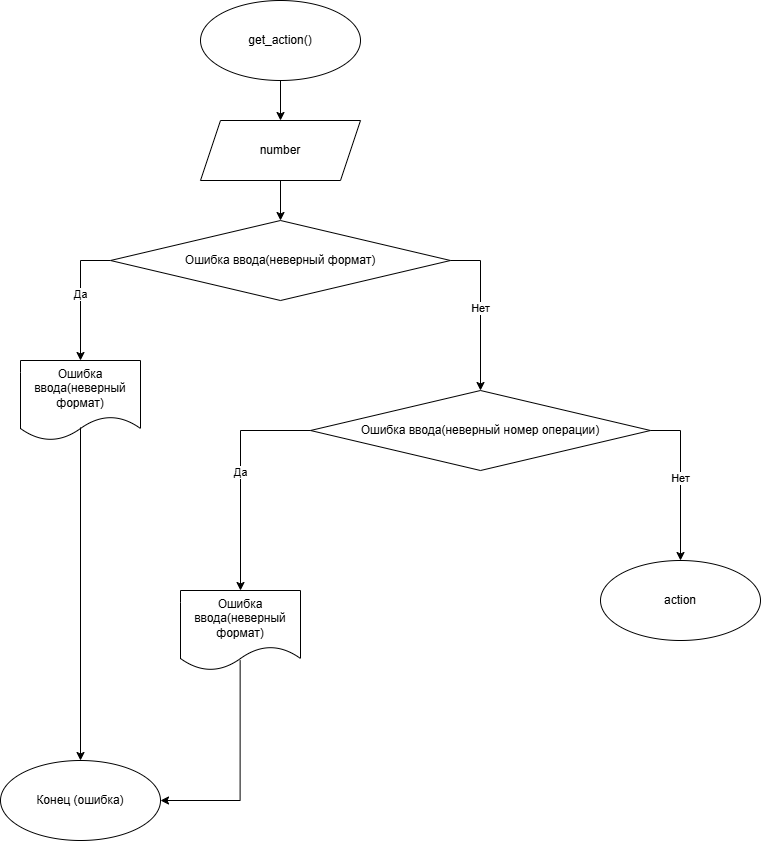 get_action()
number
Ошибка ввода(неверный формат)
Да
Нет
Ошибка
ввода(неверный
формат)
Ошибка ввода(неверный номер операции)
Да
Нет
Ошибка
ввода(неверный
формат)
action
Конец (ошибка)